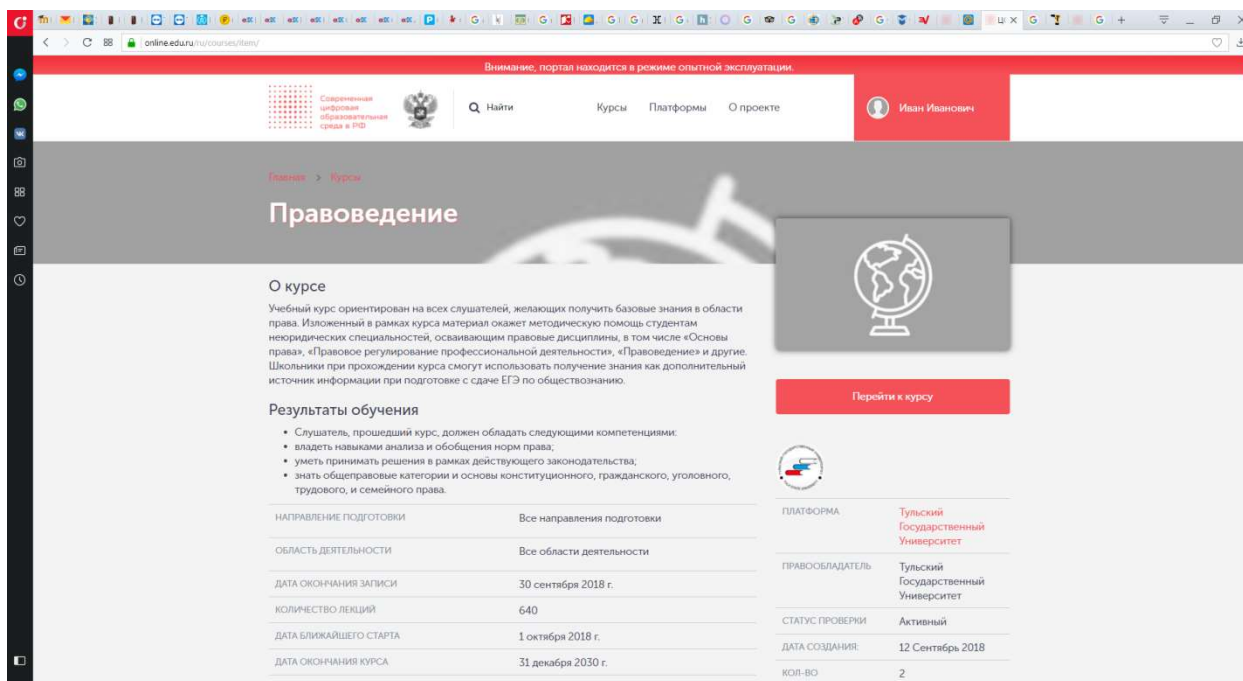 online.edu.ru/ru/courses/item/
Внимание, портал находится в режиме опытной эксплуатации.
Современная
цифровая
образовательная
среда в РФ
Найти
Курсы
Платформы
О проекте
Иван Иванович
Главная > Курсы
Правоведение
О курсе
Учебный курс ориентирован на всех слушателей, желающих получить базовые знания в области
права. Изложенный в рамках курса материал окажет методическую помощь студентам
неюридических специальностей, осваивающим правовые дисциплины, в том числе «Основы
права», «Правовое регулирование профессиональной деятельности», «Правоведение» и другие.
Школьники при прохождении курса смогут использовать получение знания как дополнительный
источник информации при подготовке с сдаче ЕГЭ по обществознанию.
Результаты обучения
• Слушатель, прошедший курс, должен обладать следующими компетенциями:
• владеть навыками анализа и обобщения норм права;
• уметь принимать решения в рамках действующего законодательства;
• знать общеправовые категории и основы конституционного, гражданского, уголовного,
трудового, и семейного права.
НАПРАВЛЕНИЕ ПОДГОТОВКИ Все направления подготовки
ОБЛАСТЬ ДЕЯТЕЛЬНОСТИ Все области деятельности
ДАТА ОКОНЧАНИЯ ЗАПИСИ 30 сентября 2018 г.
КОЛИЧЕСТВО ЛЕКЦИЙ 640
ДАТА БЛИЖАЙШЕГО СТАРТА 1 октября 2018 г.
ДАТА ОКОНЧАНИЯ КУРСА 31 декабря 2030 г.
Перейти к курсу
ПЛАТФОРМА Тульский
Государственный
Университет
ПРАВООБЛАДАТЕЛЬ Тульский
Государственный
Университет
СТАТУС ПРОВЕРКИ Активный
ДАТА СОЗДАНИЯ: 12 Сентябрь 2018
КОЛ-ВО 2